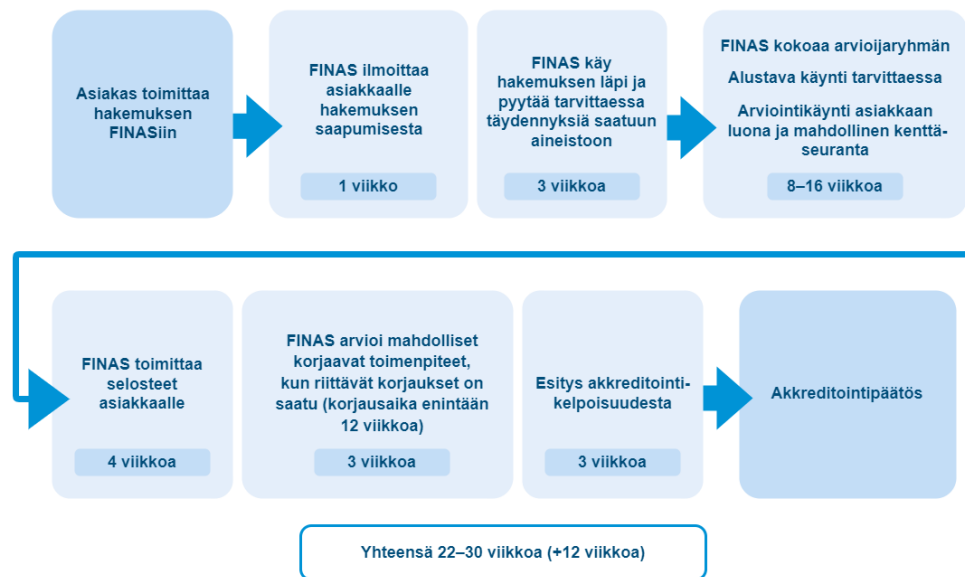 Asiakas toimittaa
hakemuksen
FINASiin
FINAS ilmoittaa
asiakkaalle
hakemuksen
saapumisesta
1 viikko
FINAS käy
hakemuksen läpi ja
pyytää tarvittaessa
täydennyksiä saatuun
aineistoon
3 viikkoa
FINAS kokoaa arvioijaryhmän
Alustava käynti tarvittaessa
Arviointikäynti asiakkaan
luona ja mahdollinen kenttä-
seuranta
8–16 viikkoa
FINAS toimittaa
selosteet
asiakkaalle
4 viikkoa
FINAS arvioi mahdolliset
korjaavat toimenpiteet,
kun riittävät korjaukset on
saatu (korjausaika enintään
12 viikkoa)
3 viikkoa
Esitys akkreditointi-
kelpoisuudesta
3 viikkoa
Akkreditointipäätös
Yhteensä 22–30 viikkoa (+12 viikkoa)